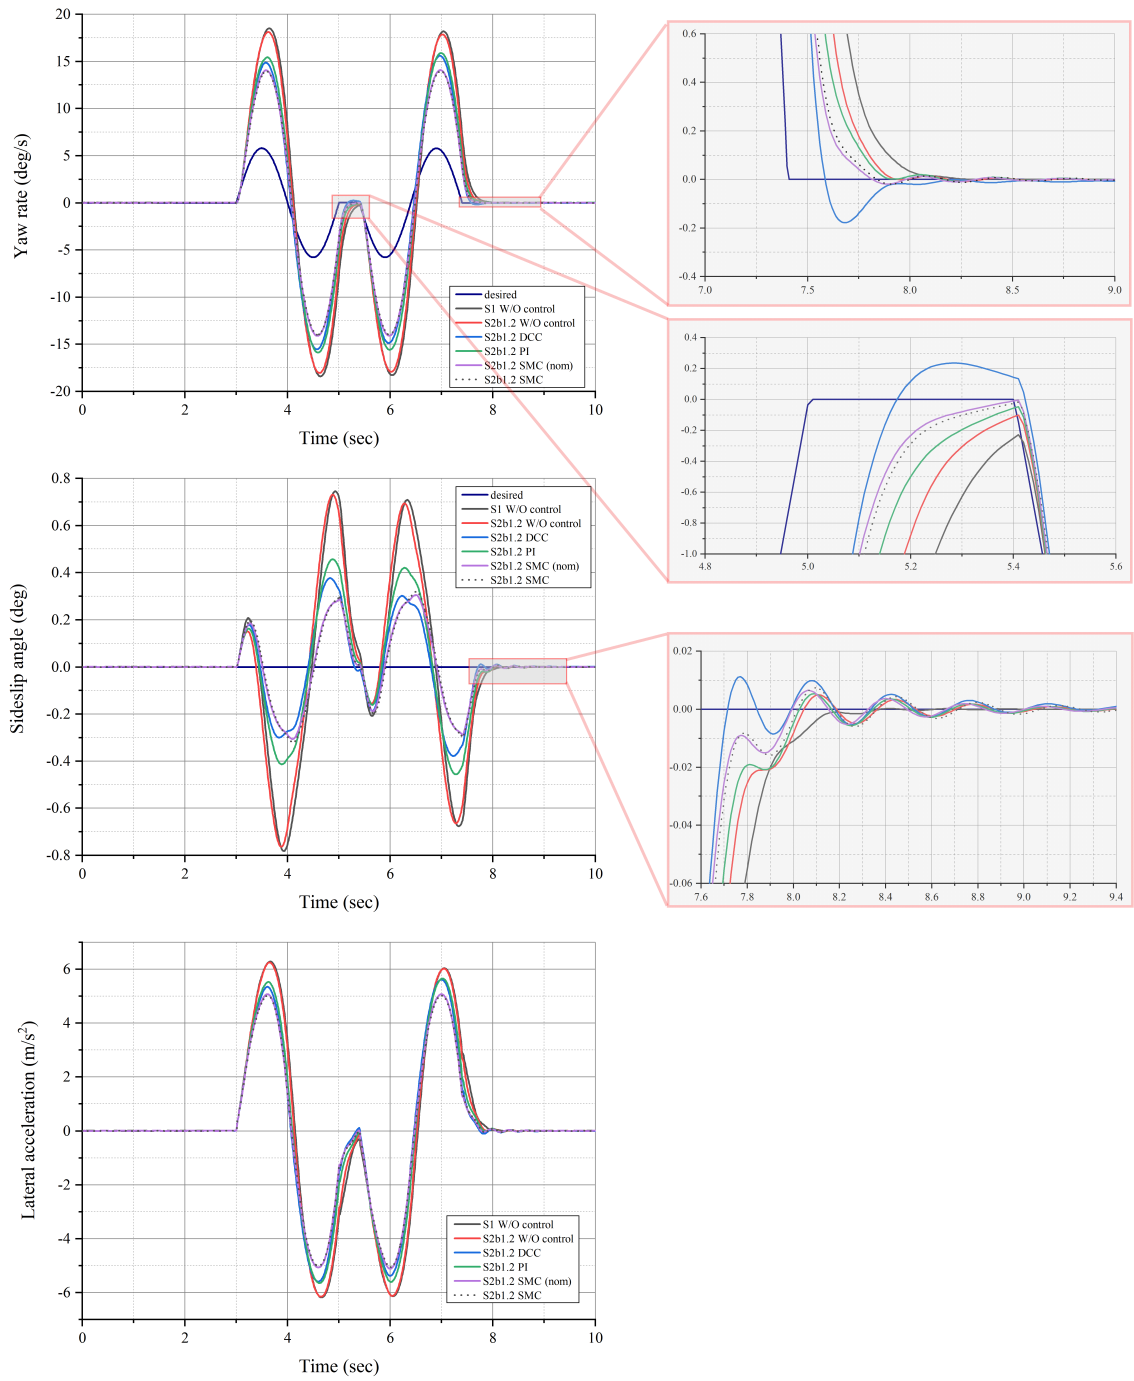 20
15
10
5
0
-5
-10
-15
-20
Yaw rate (deg/s)
desired
S1 W/O control
S2b1.2 W/O control
S2b1.2 DCC
S2b1.2 PI
S2b1.2 SMC (nom)
S2b1.2 SMC
0 2 4 6 8 10
Time (sec)
0.6
0.4
0.2
0.0
-0.2
-0.4
7.0 7.5 8.0 8.5 9.0
0.4
0.2
0.0
-0.2
-0.4
-0.6
-0.8
-1.0
4.8 5.0 5.2 5.4 5.6
0.8
0.6
0.4
0.2
0.0
-0.2
-0.4
-0.6
-0.8
Sideslip angle (deg)
desired
S1 W/O control
S2b1.2 W/O control
S2b1.2 DCC
S2b1.2 PI
S2b1.2 SMC (nom)
S2b1.2 SMC
0 2 4 6 8 10
Time (sec)
0.02
0.00
-0.02
-0.04
-0.06
7.6 7.8 8.0 8.2 8.4 8.6 8.8 9.0 9.2 9.4
6
4
2
0
-2
-4
-6
Lateral acceleration (m/s²)
S1 W/O control
S2b1.2 W/O control
S2b1.2 DCC
S2b1.2 PI
S2b1.2 SMC (nom)
S2b1.2 SMC
0 2 4 6 8 10
Time (sec)